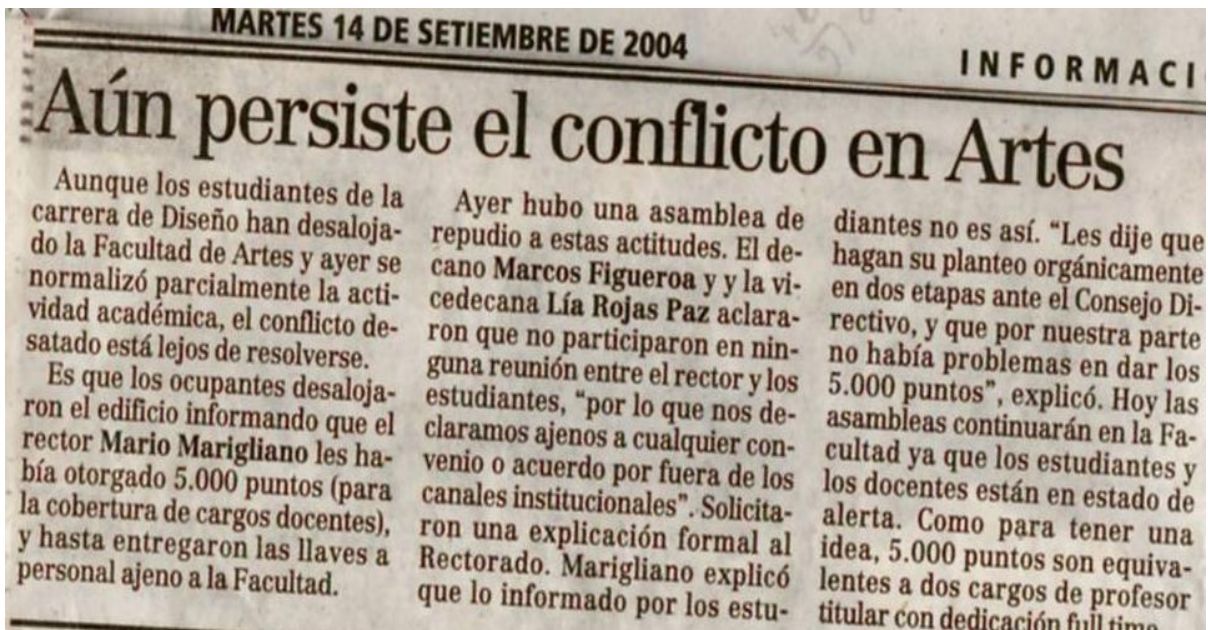 MARTES 14 DE SETIEMBRE DE 2004
INFORMACI
Aún persiste el conflicto en Artes
Aunque los estudiantes de la
carrera de Diseño han desaloja-
do la Facultad de Artes y ayer se
normalizó parcialmente la acti-
vidad académica, el conflicto de-
satado está lejos de resolverse.
Es que los ocupantes desaloja-
ron el edificio informando que el
rector Mario Marigliano les ha-
bía otorgado 5.000 puntos (para
la cobertura de cargos docentes),
y hasta entregaron las llaves a
personal ajeno a la Facultad.
Ayer hubo una asamblea de
repudio a estas actitudes. El de-
cano Marcos Figueroa y y la vi-
cedecana Lía Rojas Paz aclara-
ron que no participaron en nin-
guna reunión entre el rector y los
estudiantes, “por lo que nos de-
claramos ajenos a cualquier con-
venio o acuerdo por fuera de los
canales institucionales”. Solicita-
ron una explicación formal al
Rectorado. Marigliano explicó
que lo informado por los estu-
diantes no es así. “Les dije que
hagan su planteo orgánicamente
en dos etapas ante el Consejo Di-
rectivo, y que por nuestra parte
no había problemas en dar los
5.000 puntos”, explicó. Hoy las
asambleas continuarán en la Fa-
cultad ya que los estudiantes y
los docentes están en estado de
alerta. Como para tener una
idea, 5.000 puntos son equiva-
lentes a dos cargos de profesor
titular con dedicación full time